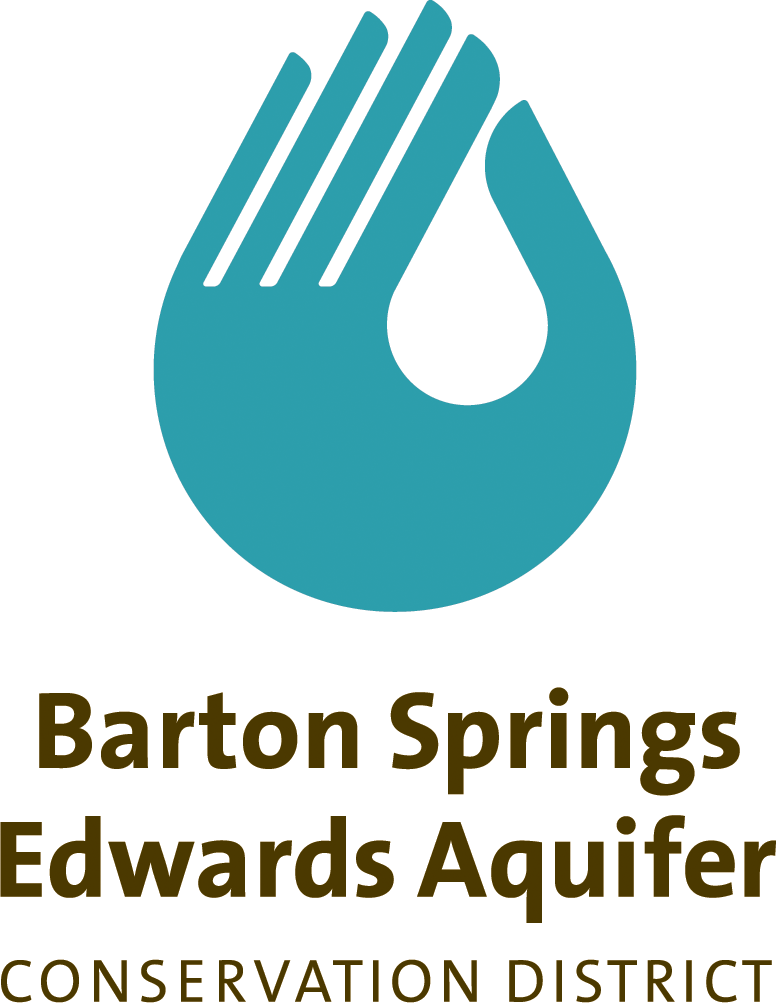 Barton Springs
Edwards Aquifer
CONSERVATION DISTRICT